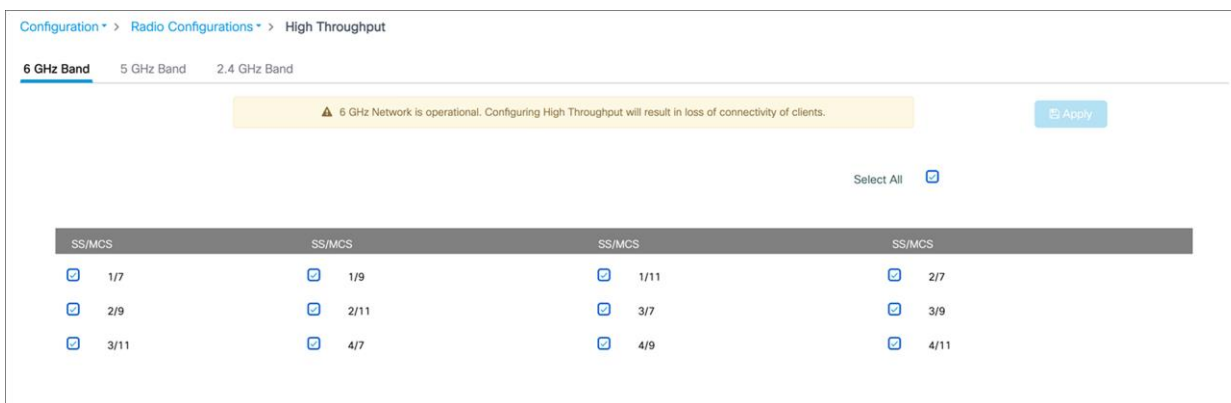 Configuration > Radio Configurations > High Throughput
6 GHz Band 5 GHz Band 2.4 GHz Band
6 GHz Network is operational. Configuring High Throughput will result in loss of connectivity of clients.
Apply
Select All
SS/MCS SS/MCS SS/MCS SS/MCS
1/7 1/9 1/11 2/7
2/9 2/11 3/7 3/9
3/11 4/7 4/9 4/11